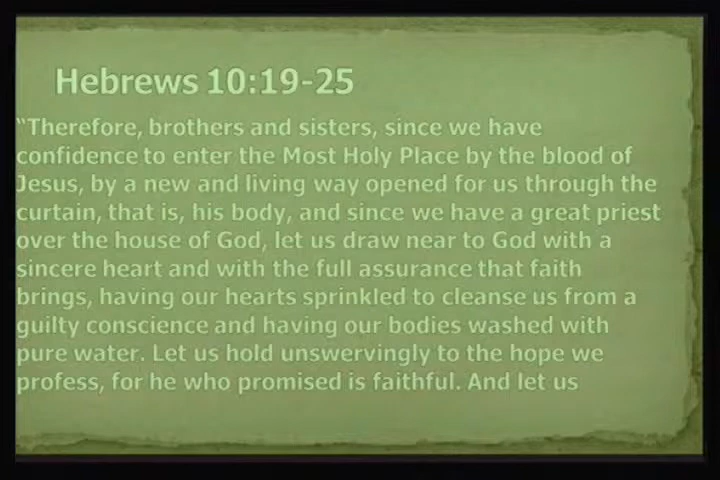 Hebrews 10:19-25
“Therefore, brothers and sisters, since we have
confidence to enter the Most Holy Place by the blood of
Jesus, by a new and living way opened for us through the
curtain, that is, his body, and since we have a great priest
over the house of God, let us draw near to God with a
sincere heart and with the full assurance that faith
brings, having our hearts sprinkled to cleanse us from a
guilty conscience and having our bodies washed with
pure water. Let us hold unswervingly to the hope we
profess, for he who promised is faithful. And let us